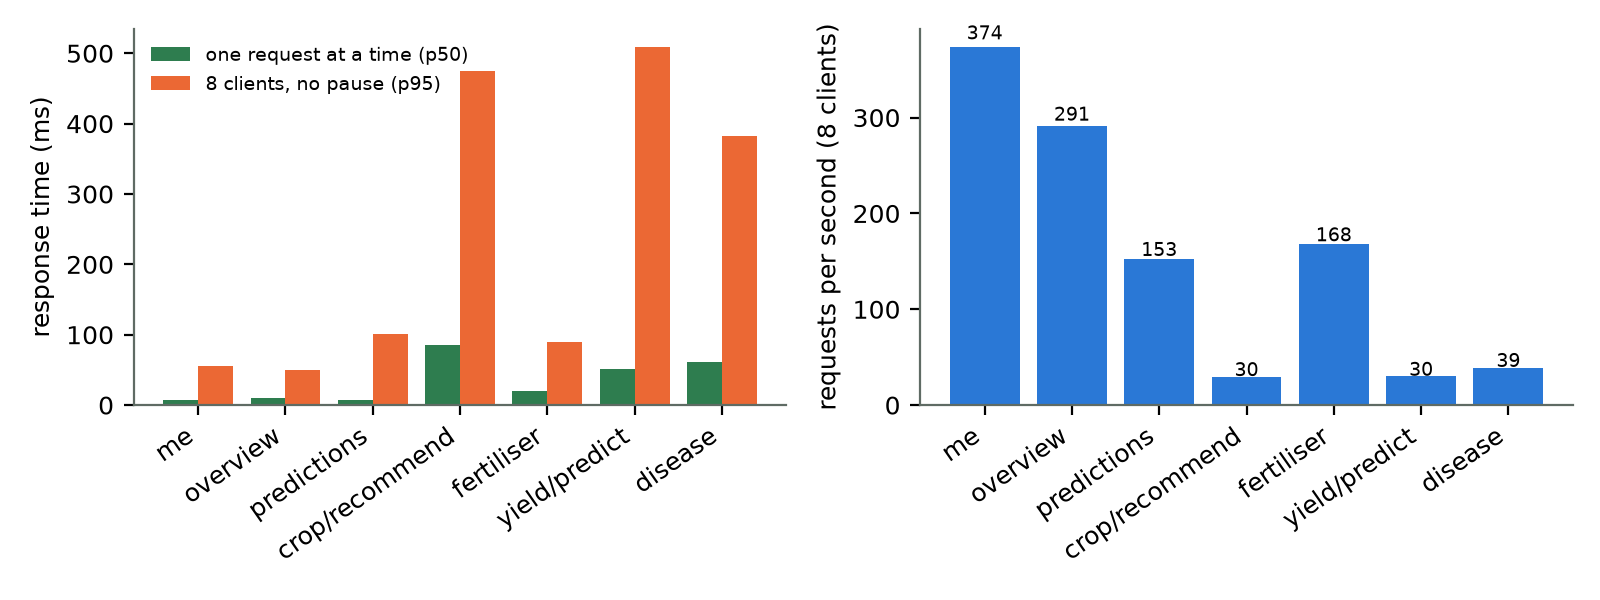 response time (ms)
500
400
300
200
100
0
one request at a time (p50)
8 clients, no pause (p95)
me
overview
predictions
crop/recommend
fertiliser
yield/predict
disease
requests per second (8 clients)
300
200
100
0
374
291
153
30
168
30
39
me
overview
predictions
crop/recommend
fertiliser
yield/predict
disease